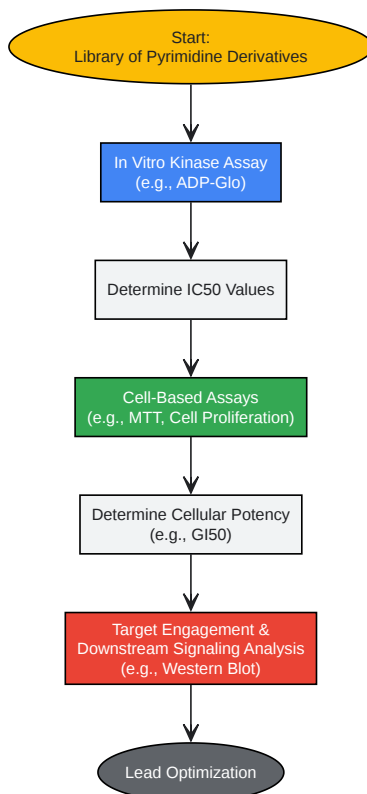 Start:
Library of Pyrimidine Derivatives
In Vitro Kinase Assay
(e.g., ADP-Glo)
Determine IC50 Values
Cell-Based Assays
(e.g., MTT, Cell Proliferation)
Determine Cellular Potency
(e.g., GI50)
Target Engagement &
Downstream Signaling Analysis
(e.g., Western Blot)
Lead Optimization